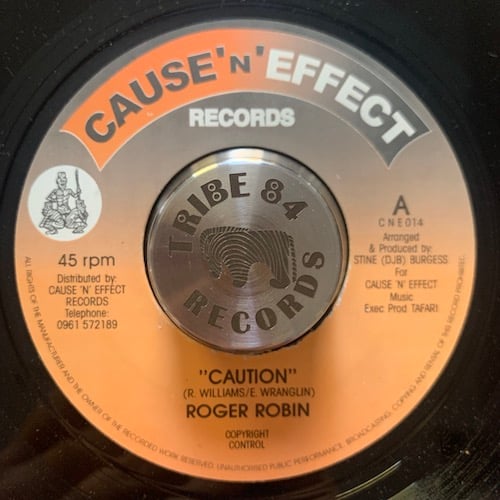 CAUSE 'N' EFFECT
RECORDS
TRIBE 84
RECORDS
45 rpm
Distributed by:
CAUSE 'N' EFFECT
RECORDS
Telephone:
0961 572189
A
CNE014
Arranged
& Produced by:
STINE (DJB) BURGESS
For
CAUSE 'N' EFFECT
Music
Exec Prod TAFARI
"CAUTION"
(R. WILLIAMS/E. WRANGLIN)
ROGER ROBIN
COPYRIGHT
CONTROL
ALL RIGHTS OF THE MANUFACTURER AND THE OWNER OF THE RECORDED WORK RESERVED. UNAUTHORISED PUBLIC PERFORMANCE, BROADCASTING, COPYING AND HIRING OF THIS RECORD PROHIBITED.